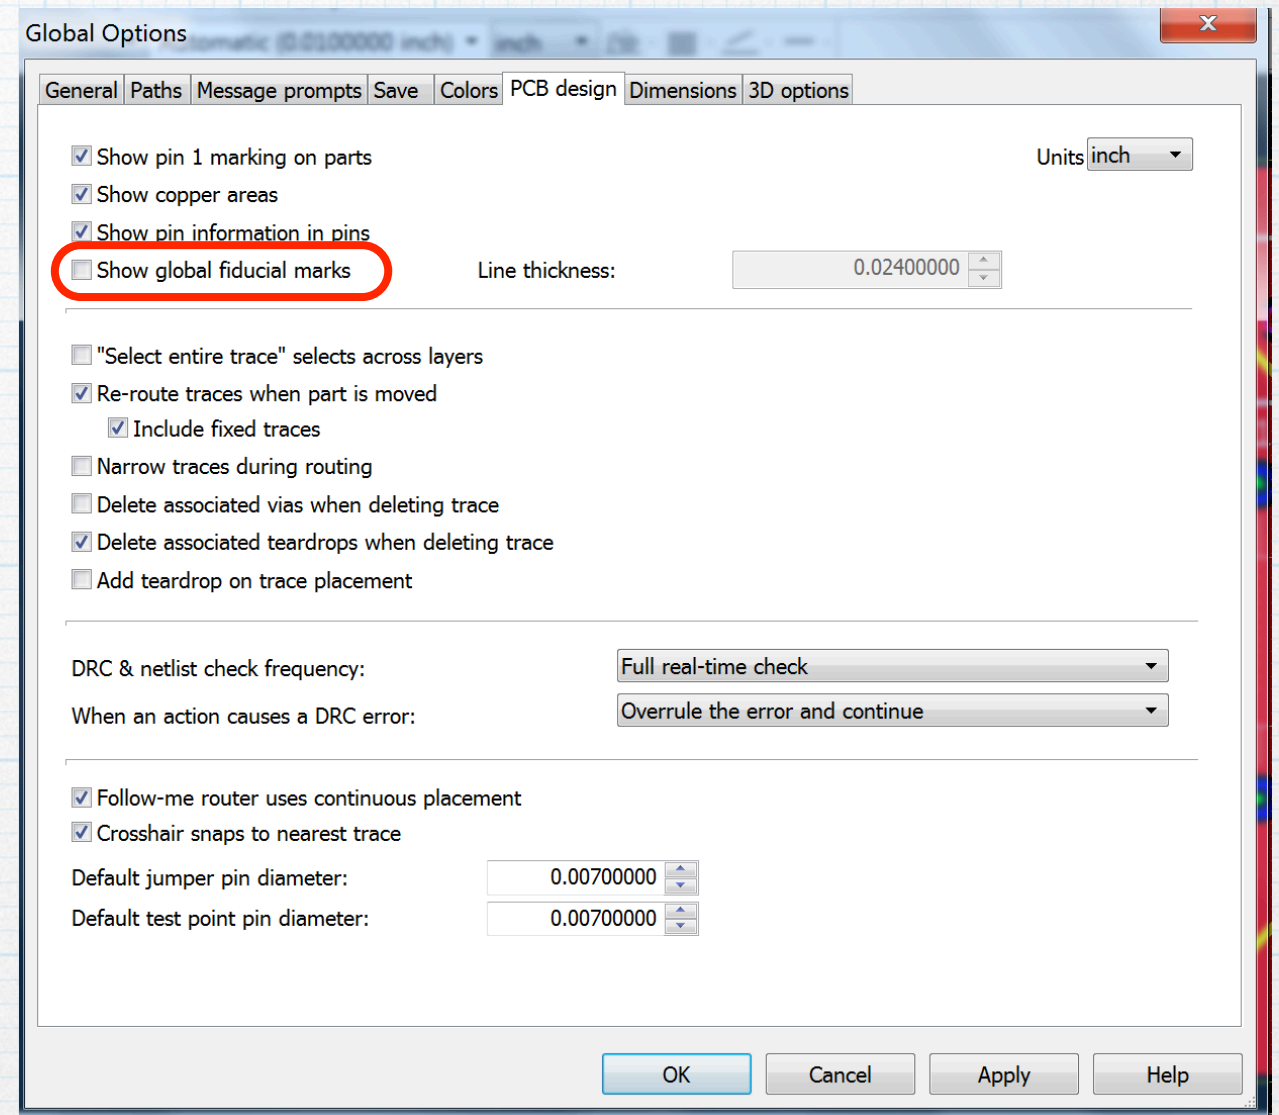 Global Options
Automatic (0.0100000 inch) inch
General Paths Message prompts Save Colors PCB design Dimensions 3D options
Show pin 1 marking on parts
Units inch
Show copper areas
Show pin information in pins
Show global fiducial marks Line thickness: 0.02400000
"Select entire trace" selects across layers
Re-route traces when part is moved
Include fixed traces
Narrow traces during routing
Delete associated vias when deleting trace
Delete associated teardrops when deleting trace
Add teardrop on trace placement
DRC & netlist check frequency: Full real-time check
When an action causes a DRC error: Overrule the error and continue
Follow-me router uses continuous placement
Crosshair snaps to nearest trace
Default jumper pin diameter: 0.00700000
Default test point pin diameter: 0.00700000
OK Cancel Apply Help